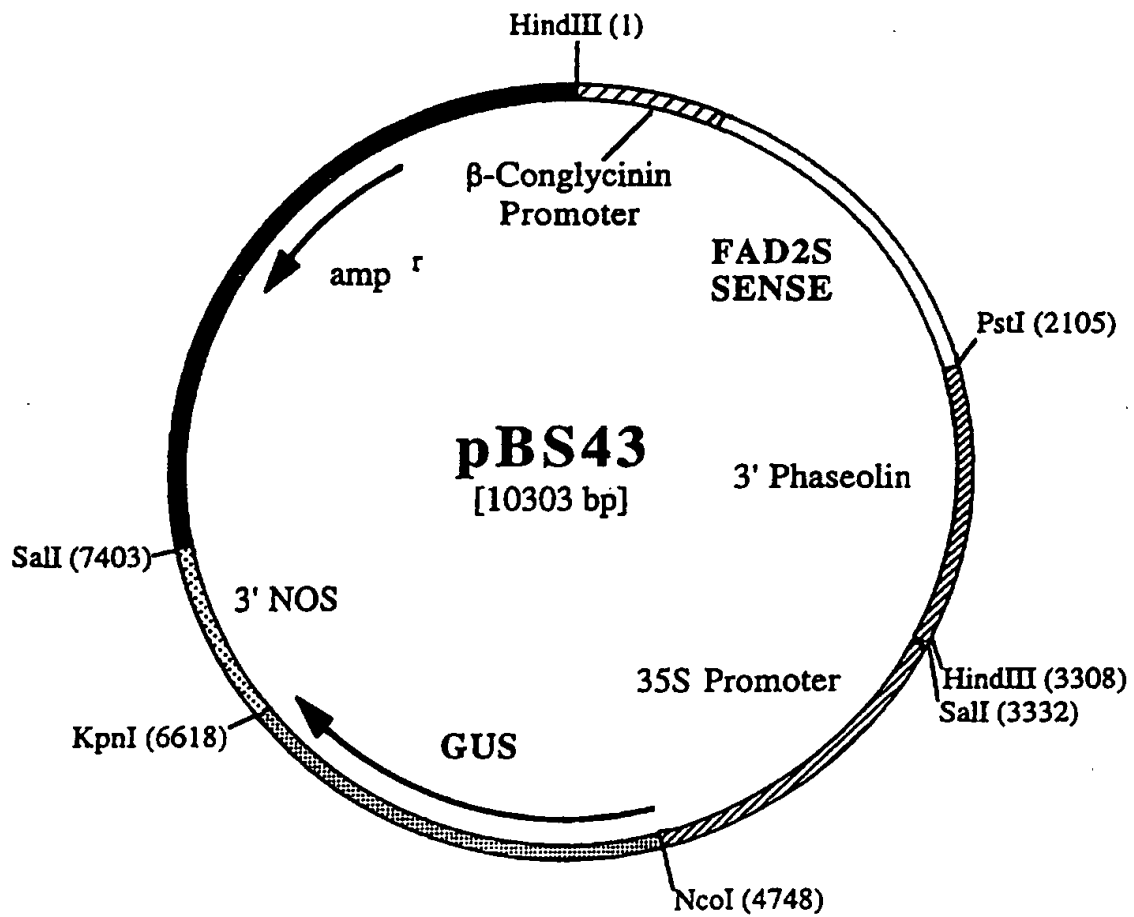 HindIII (1)
β-Conglycinin
Promoter
amp r
FAD2S
SENSE
PstI (2105)
pBS43
[10303 bp]
3' Phaseolin
SalI (7403)
3' NOS
35S Promoter
HindIII (3308)
SalI (3332)
KpnI (6618)
GUS
NcoI (4748)